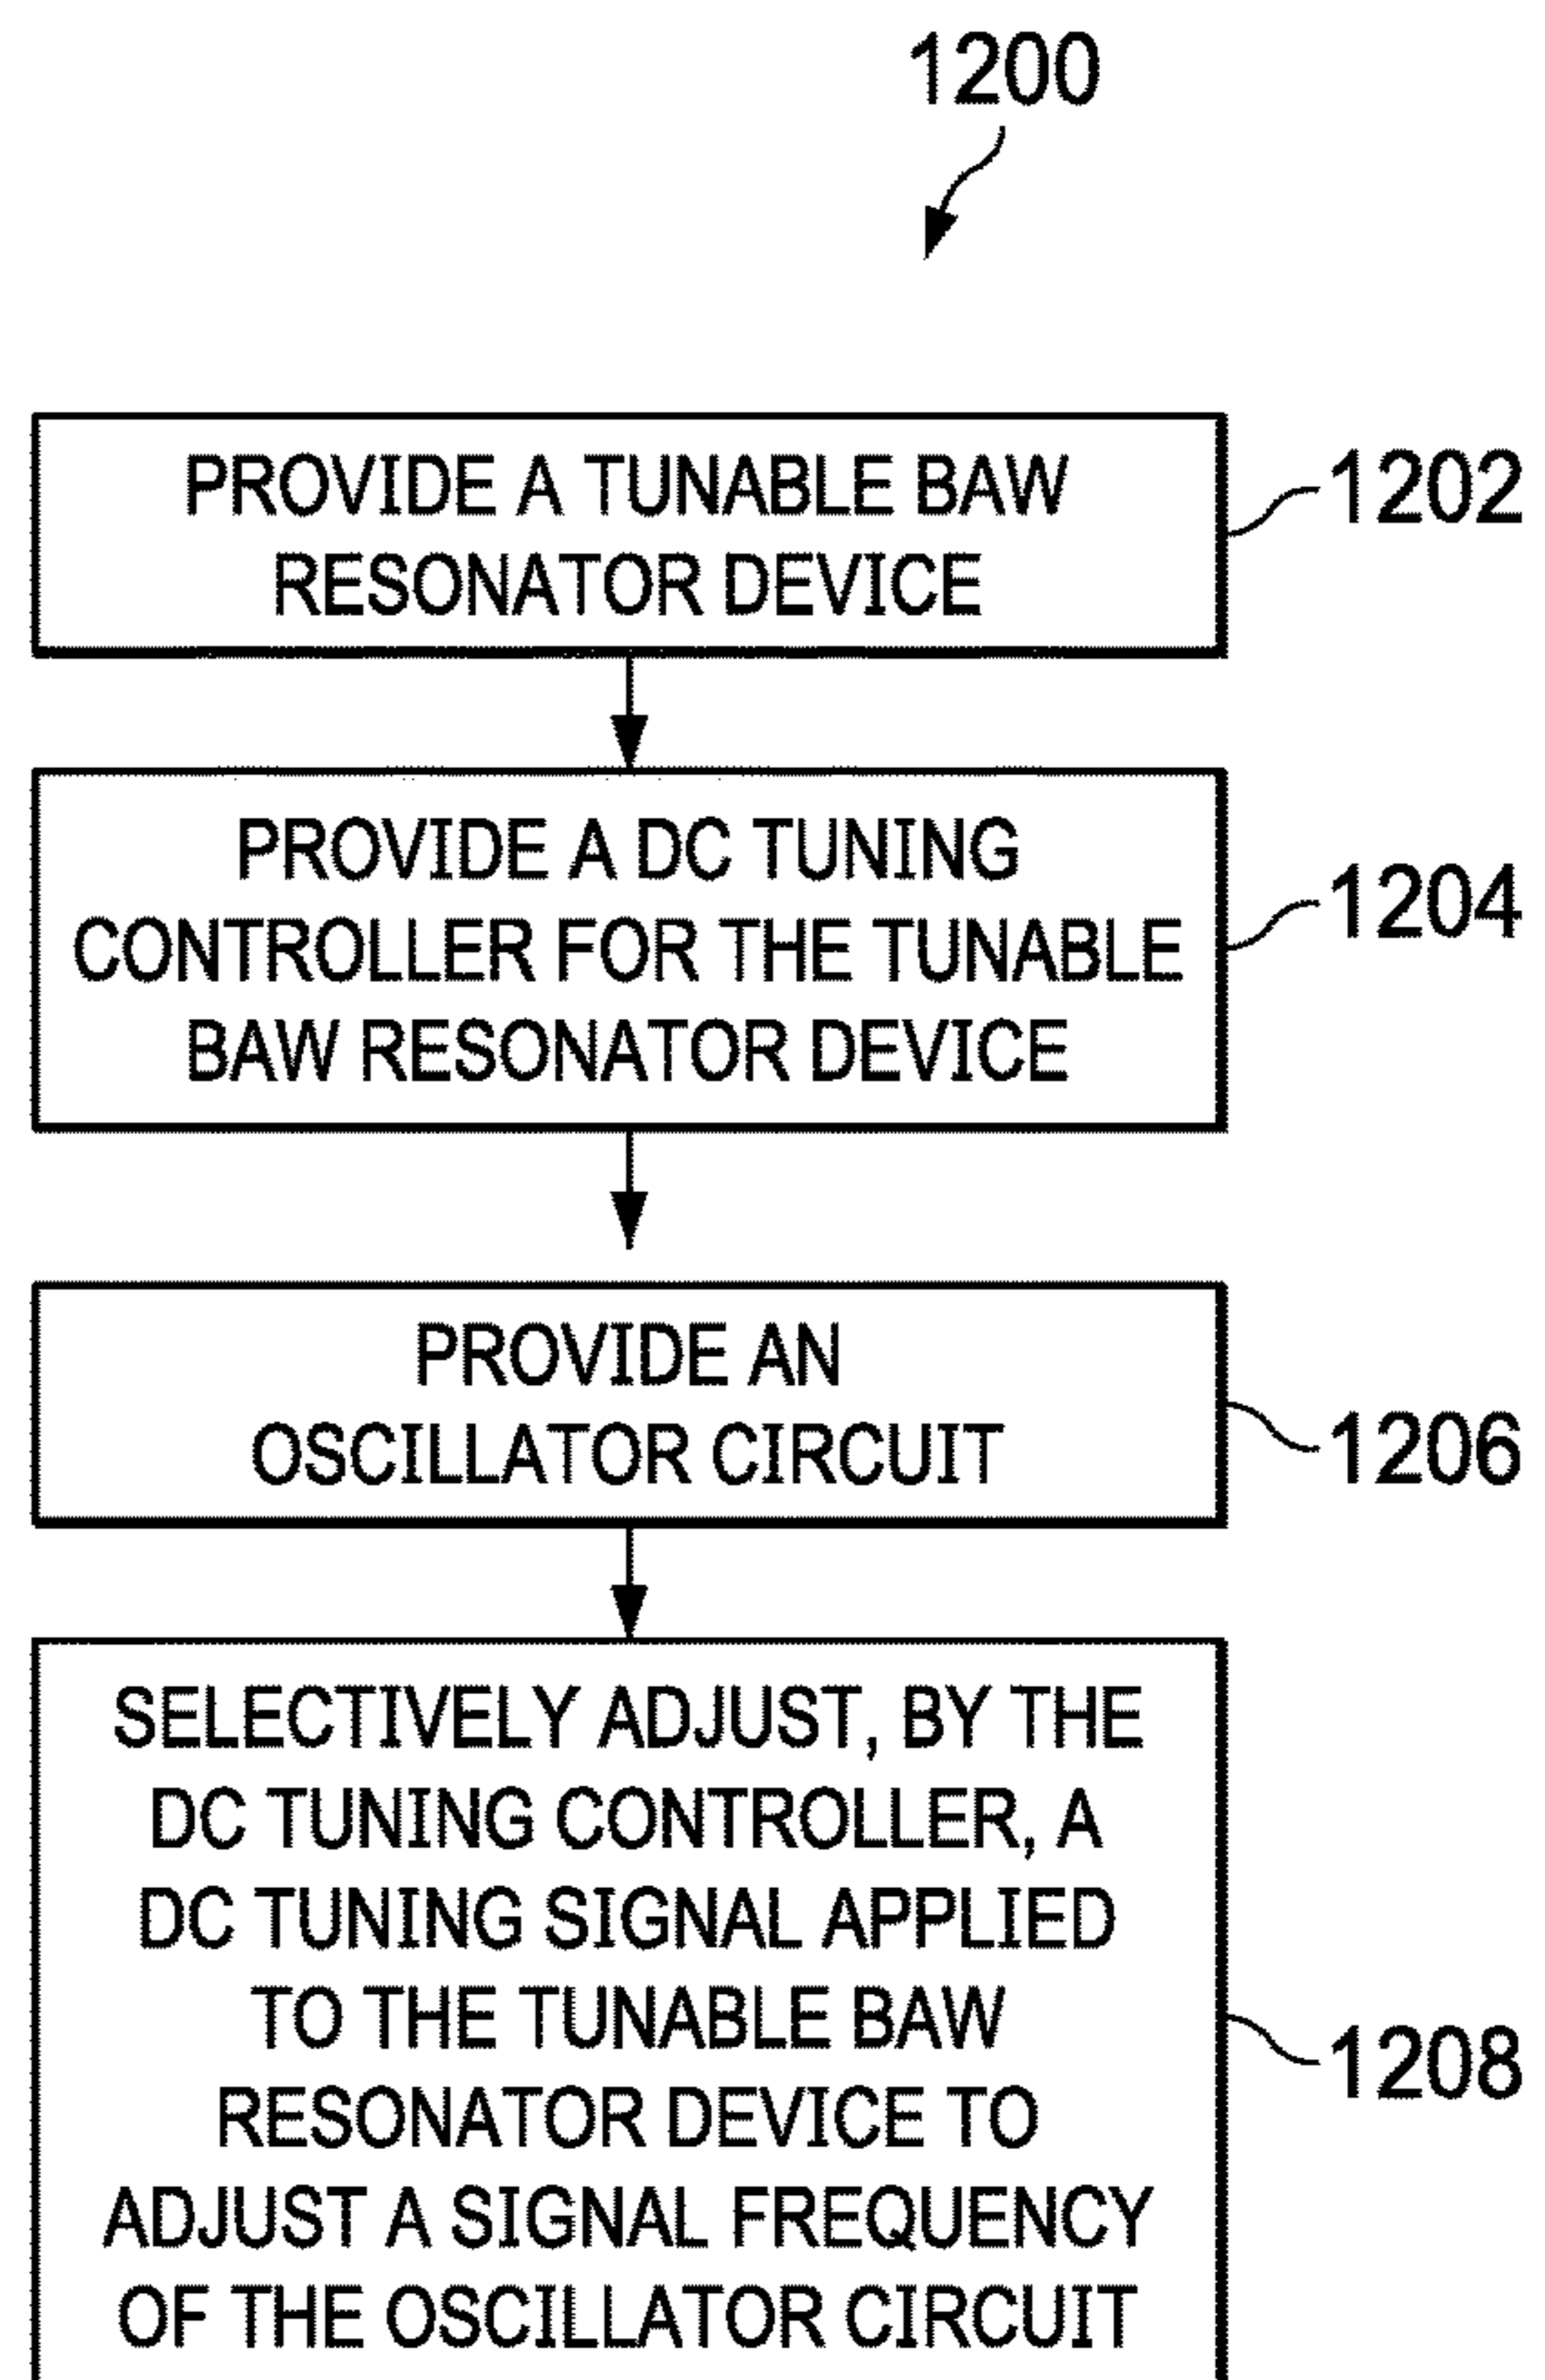 1200
PROVIDE A TUNABLE BAW
RESONATOR DEVICE
1202
PROVIDE A DC TUNING
CONTROLLER FOR THE TUNABLE
BAW RESONATOR DEVICE
1204
PROVIDE AN
OSCILLATOR CIRCUIT
1206
SELECTIVELY ADJUST, BY THE
DC TUNING CONTROLLER, A
DC TUNING SIGNAL APPLIED
TO THE TUNABLE BAW
RESONATOR DEVICE TO
ADJUST A SIGNAL FREQUENCY
OF THE OSCILLATOR CIRCUIT
1208